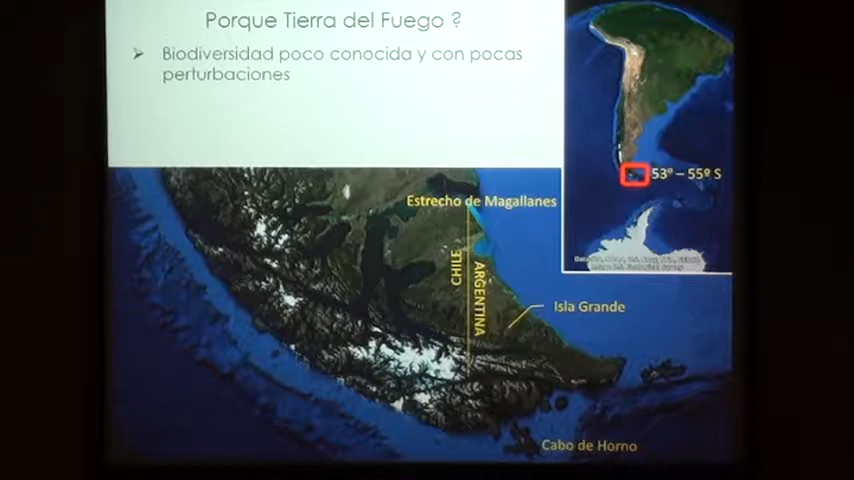 Porque Tierra del Fuego ?
➢ Biodiversidad poco conocida y con pocas
perturbaciones
53º – 55º S
Estrecho de Magallanes
CHILE
ARGENTINA
Isla Grande
Cabo de Horno